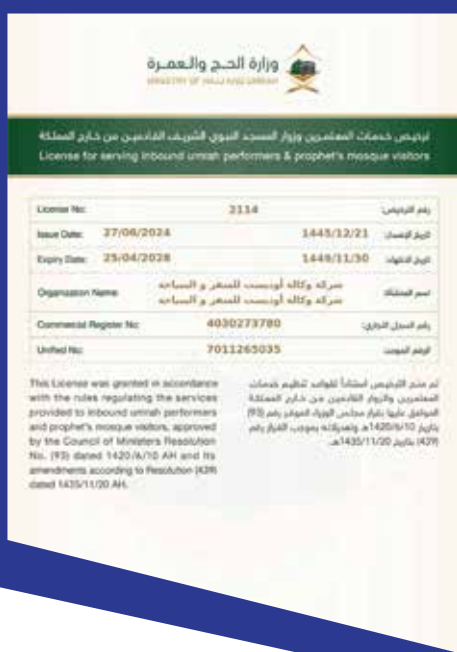 وزارة الحج والعمرة
MINISTRY OF HAJJ AND UMRAH
ترخيص خدمات المعتمرين وزوار المسجد النبوي الشريف القادمين من خارج المملكة
License for serving inbound umrah performers & prophet's mosque visitors
License No: 2114 رقم الترخيص:
Issue Date: 27/06/2024 1445/12/21 تاريخ الإصدار:
Expiry Date: 25/04/2028 1449/11/30 تاريخ الانتهاء:
شركة وكالة أونيست للسفر و السياحة
Organization Name اسم المنشأة
شركة وكالة أونيست للسفر و السياحة
Commercial Register No: 4030273780 رقم السجل التجاري:
Unified No: 7011265035 الرقم الموحد
This License was granted in accordance
with the rules regulating the services
provided to inbound umrah performers
and prophet's mosque visitors, approved
by the Council of Ministers Resolution
No. (93) dated 1420/6/10 AH and its
amendments according to Resolution (439)
dated 1435/11/20 AH.
تم منح الترخيص استناداً لقواعد تنظيم خدمات
المعتمرين والزوار القادمين من خارج المملكة
الموافق عليها بقرار مجلس الوزراء الموقر رقم (93)
بتاريخ 1420/6/10هـ وتعديلاته بموجب القرار رقم
(439) بتاريخ 1435/11/20هـ.